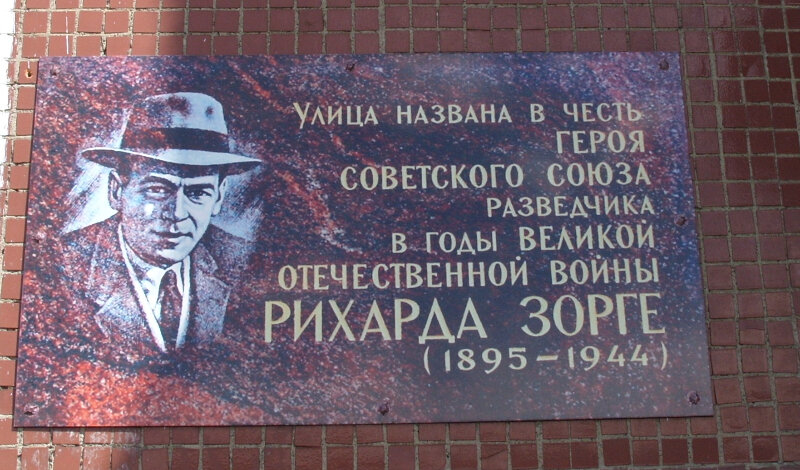 Улица названа в честь
героя
Советского Союза
разведчика
в годы Великой
Отечественной войны
РИХАРДА ЗОРГЕ
(1895–1944)